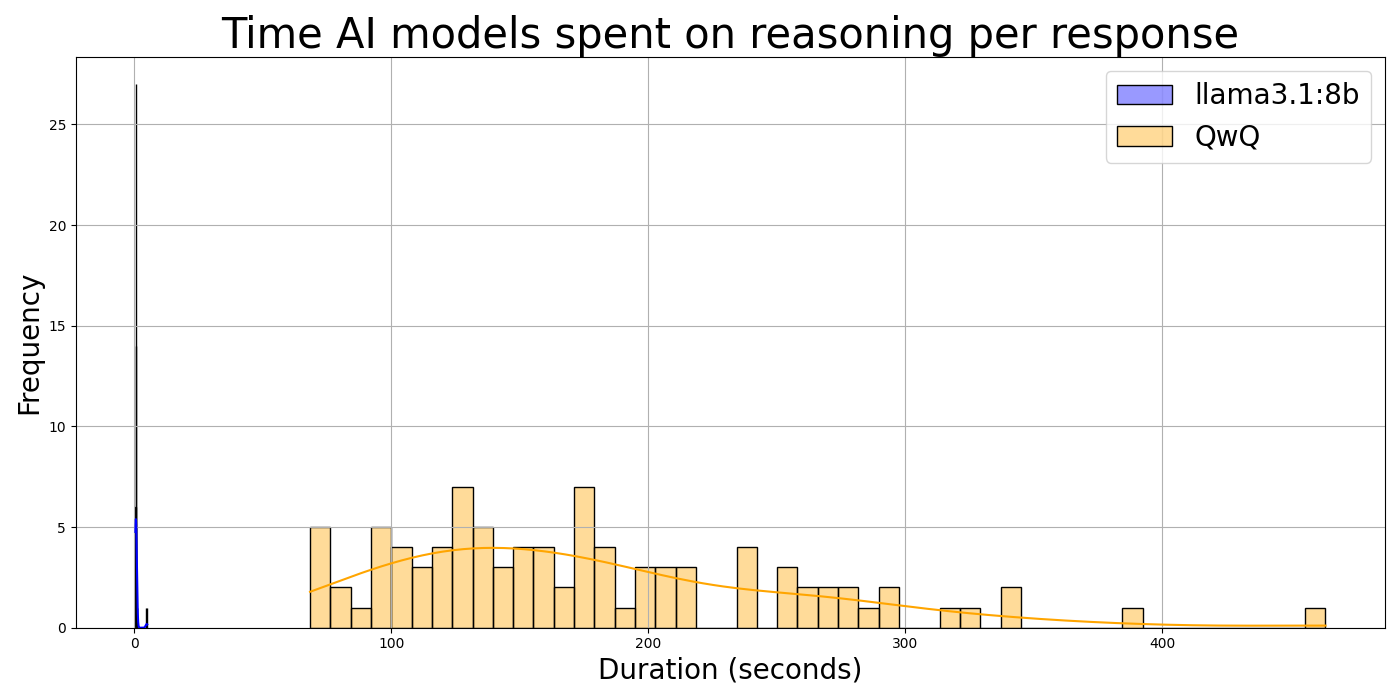 Time AI models spent on reasoning per response
llama3.1:8b
QwQ
Frequency
25
20
15
10
5
0
0 100 200 300 400
Duration (seconds)